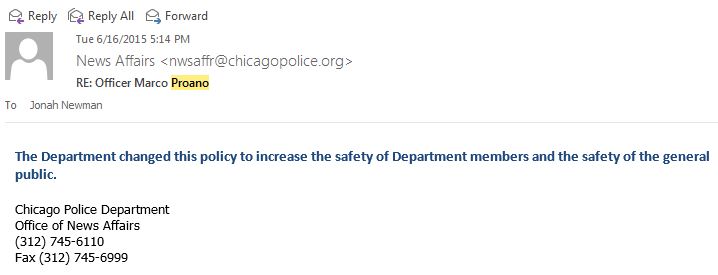 Reply Reply All Forward
Tue 6/16/2015 5:14 PM
News Affairs <nwsaffr@chicagopolice.org>
RE: Officer Marco Proano
To Jonah Newman
The Department changed this policy to increase the safety of Department members and the safety of the general
public.
Chicago Police Department
Office of News Affairs
(312) 745-6110
Fax (312) 745-6999